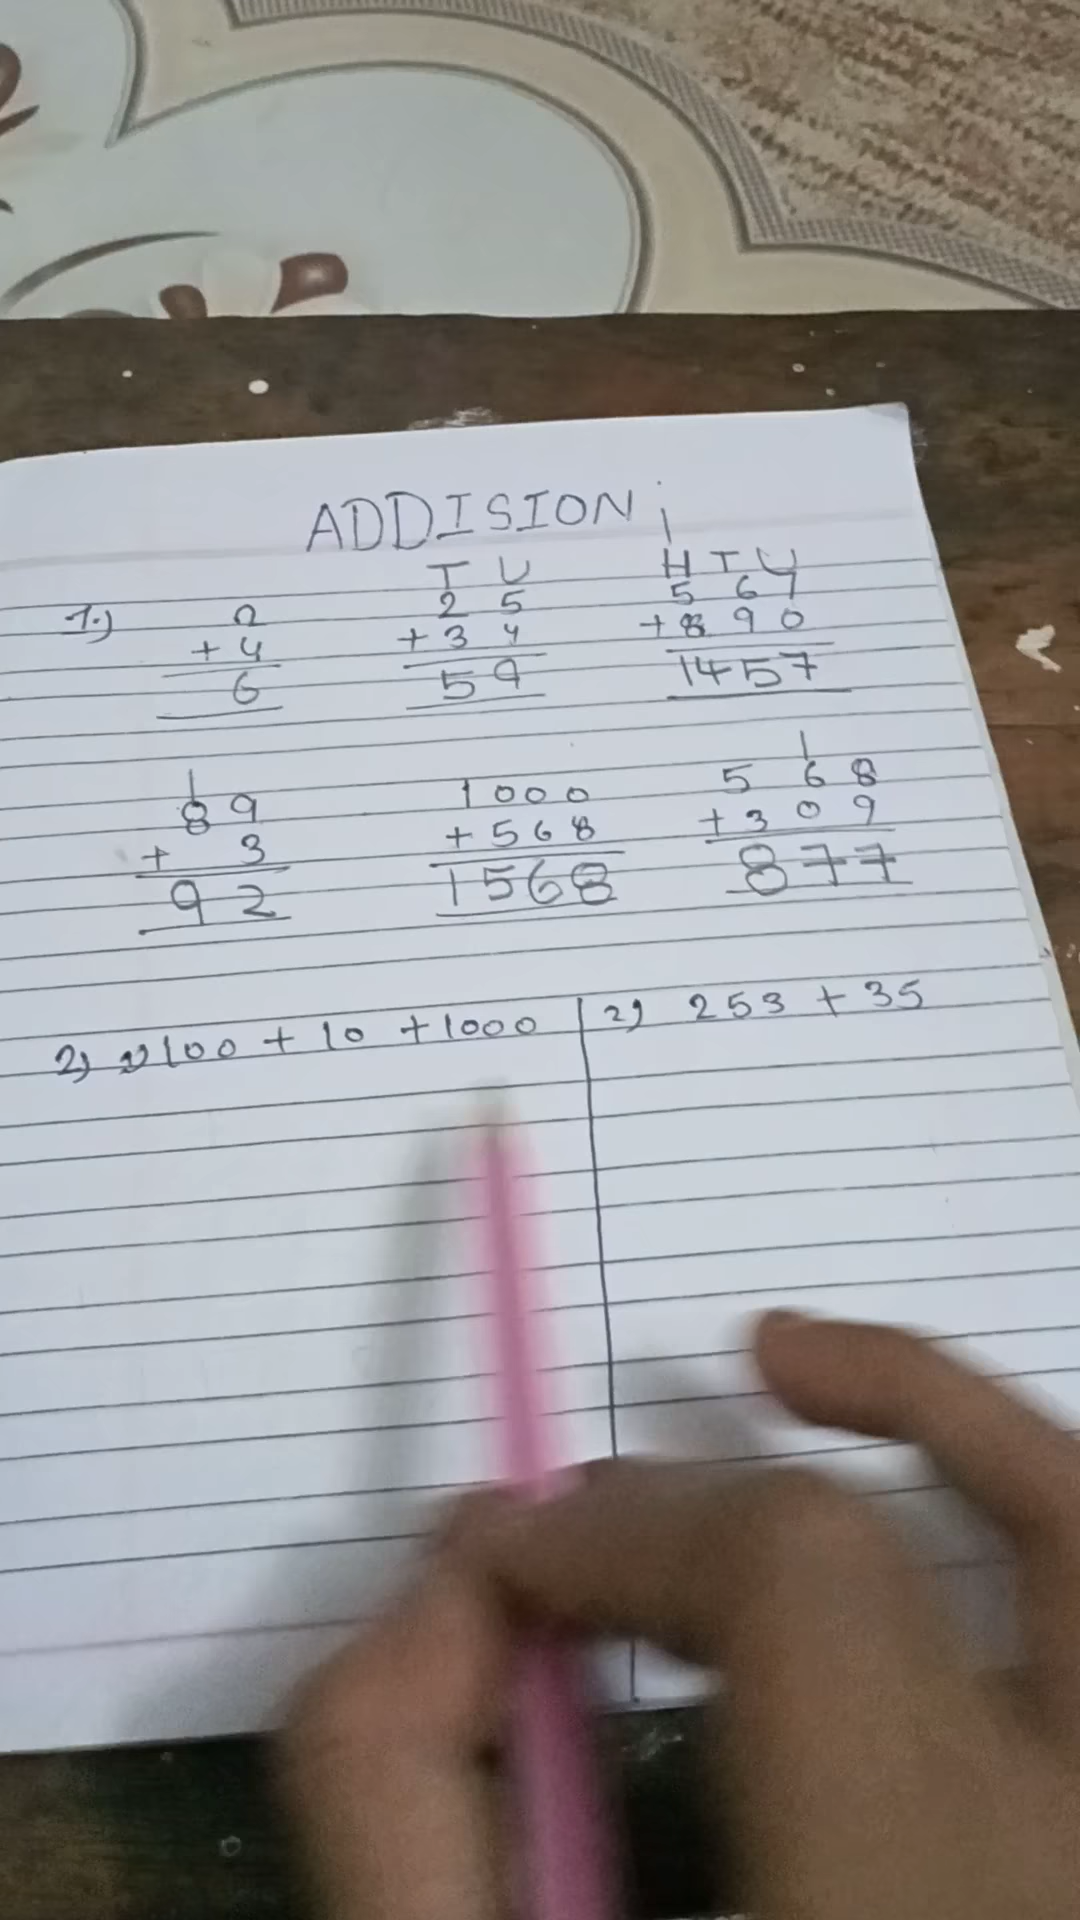 ADDISION
T U H T U
1.) 2 2 5 5 6 7
+ 4 + 3 4 + 8 9 0
6 5 9 1457
1 1
8 9 1 0 0 0 5 6 8
+ 3 + 5 6 8 + 3 0 9
9 2 1568 877
2) 1) 100 + 10 + 1000 2) 253 + 35